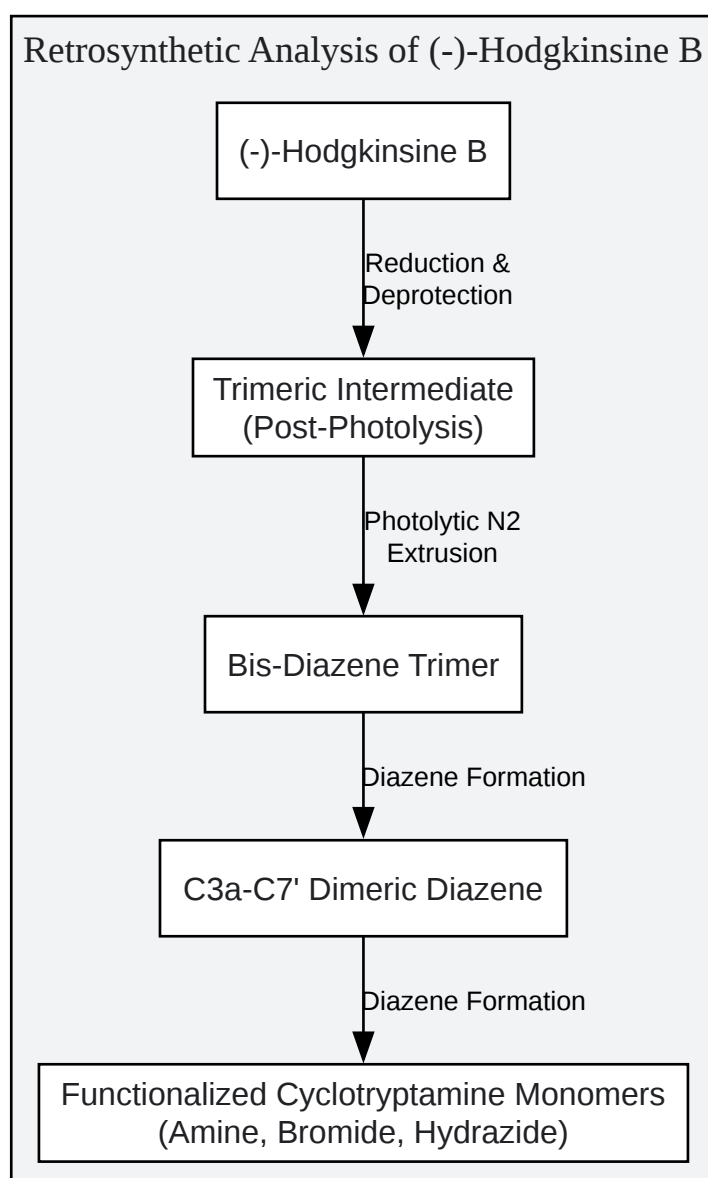 Retrosynthetic Analysis of (-)-Hodgkinsine B
(-)-Hodgkinsine B
Reduction &
Deprotection
Trimeric Intermediate
(Post-Photolysis)
Photolytic N2
Extrusion
Bis-Diazene Trimer
Diazene Formation
C3a-C7' Dimeric Diazene
Diazene Formation
Functionalized Cyclotryptamine Monomers
(Amine, Bromide, Hydrazide)